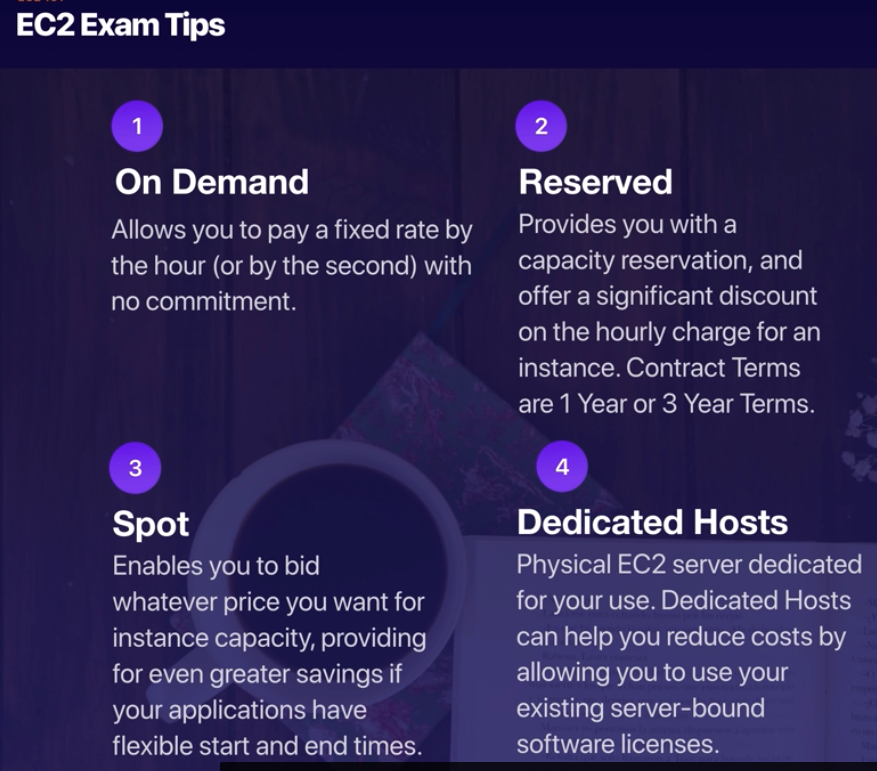 EC2 Exam Tips
1
On Demand
Allows you to pay a fixed rate by
the hour (or by the second) with
no commitment.
2
Reserved
Provides you with a
capacity reservation, and
offer a significant discount
on the hourly charge for an
instance. Contract Terms
are 1 Year or 3 Year Terms.
3
Spot
Enables you to bid
whatever price you want for
instance capacity, providing
for even greater savings if
your applications have
flexible start and end times.
4
Dedicated Hosts
Physical EC2 server dedicated
for your use. Dedicated Hosts
can help you reduce costs by
allowing you to use your
existing server-bound
software licenses.